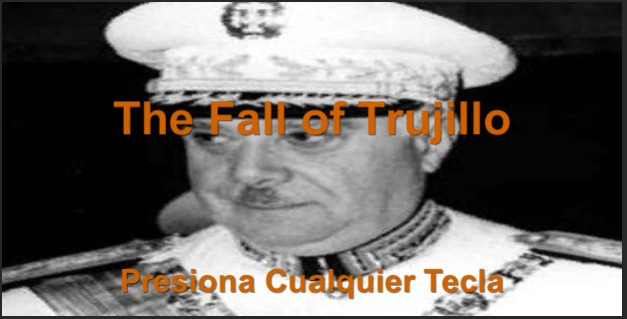 The Fall of Trujillo
Presiona Cualquier Tecla